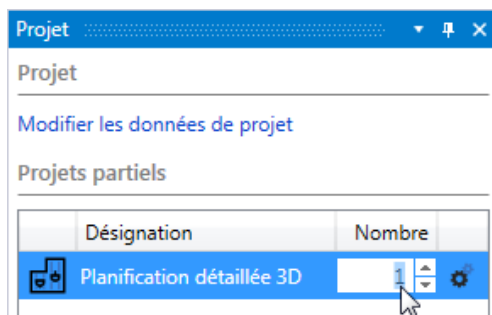 Projet
Projet
Modifier les données de projet
Projets partiels
Désignation Nombre
Planification détaillée 3D 1